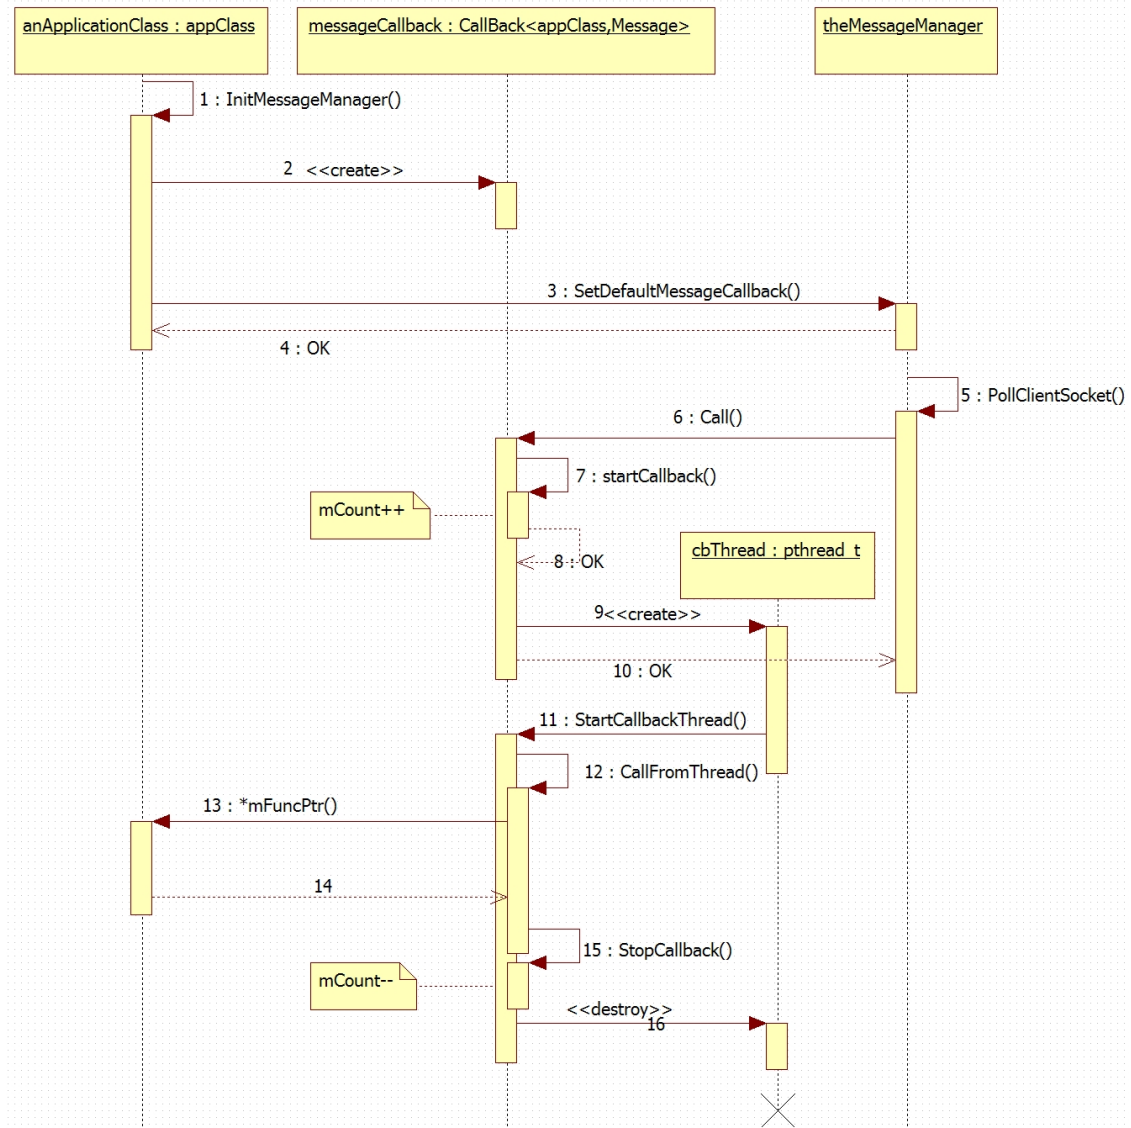 anApplicationClass : appClass
messageCallback : CallBack<appClass,Message>
theMessageManager
1 : InitMessageManager()
2 <<create>>
3 : SetDefaultMessageCallback()
4 : OK
5 : PollClientSocket()
6 : Call()
7 : startCallback()
mCount++
cbThread : pthread_t
8 : OK
9<<create>>
10 : OK
11 : StartCallbackThread()
12 : CallFromThread()
13 : *mFuncPtr()
14
15 : StopCallback()
mCount--
<<destroy>>
16